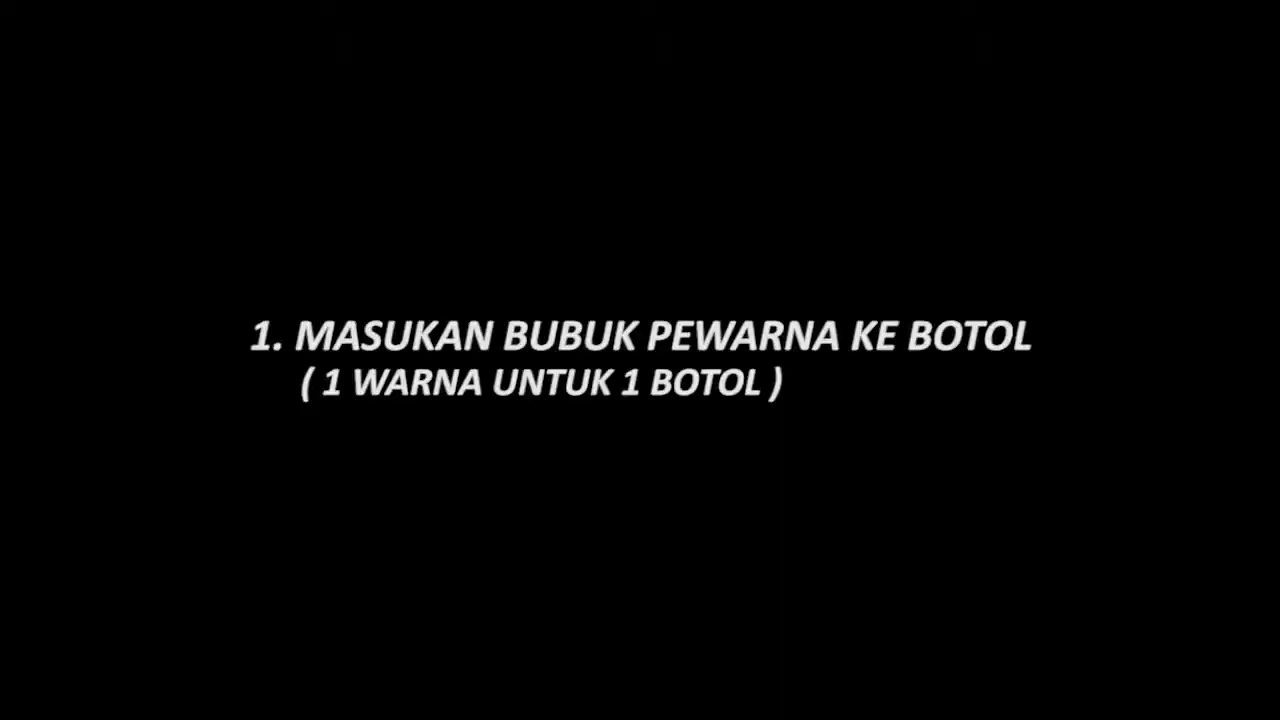 1. MASUKAN BUBUK PEWARNA KE BOTOL
( 1 WARNA UNTUK 1 BOTOL )